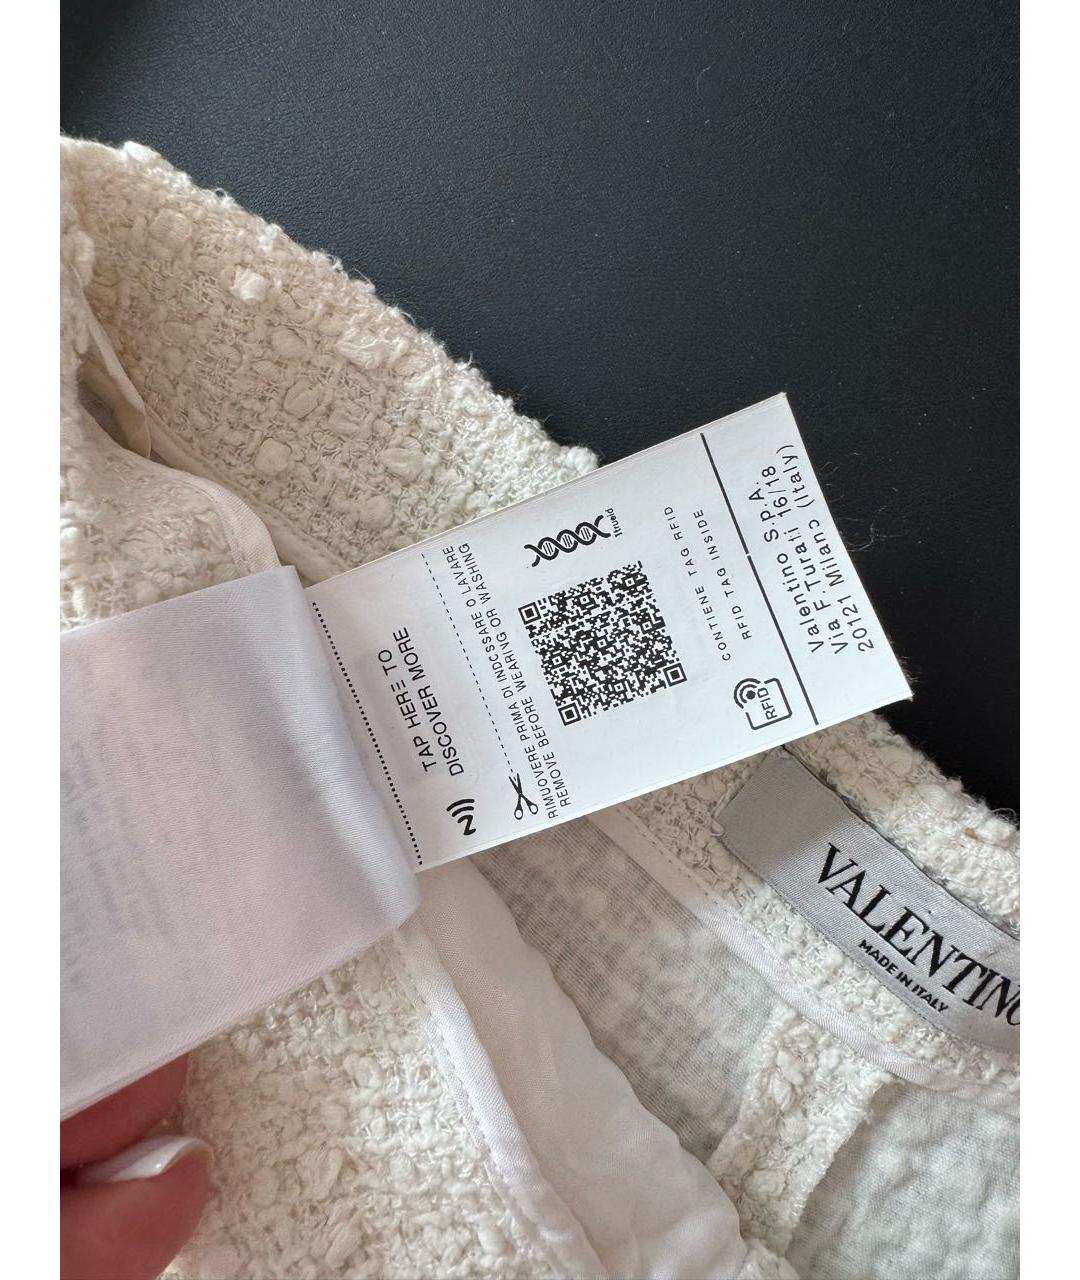 TAP HERE TO
DISCOVER MORE
RIMUOVERE PRIMA DI INDOSSARE O LAVARE
REMOVE BEFORE WEARING OR WASHING
CONTIENE TAG RFID
RFID TAG INSIDE
RFID
Valentino S.P.A.
Via F. Turati 16/18
20121 Milano (Italy)
VALENTINO
MADE IN ITALY